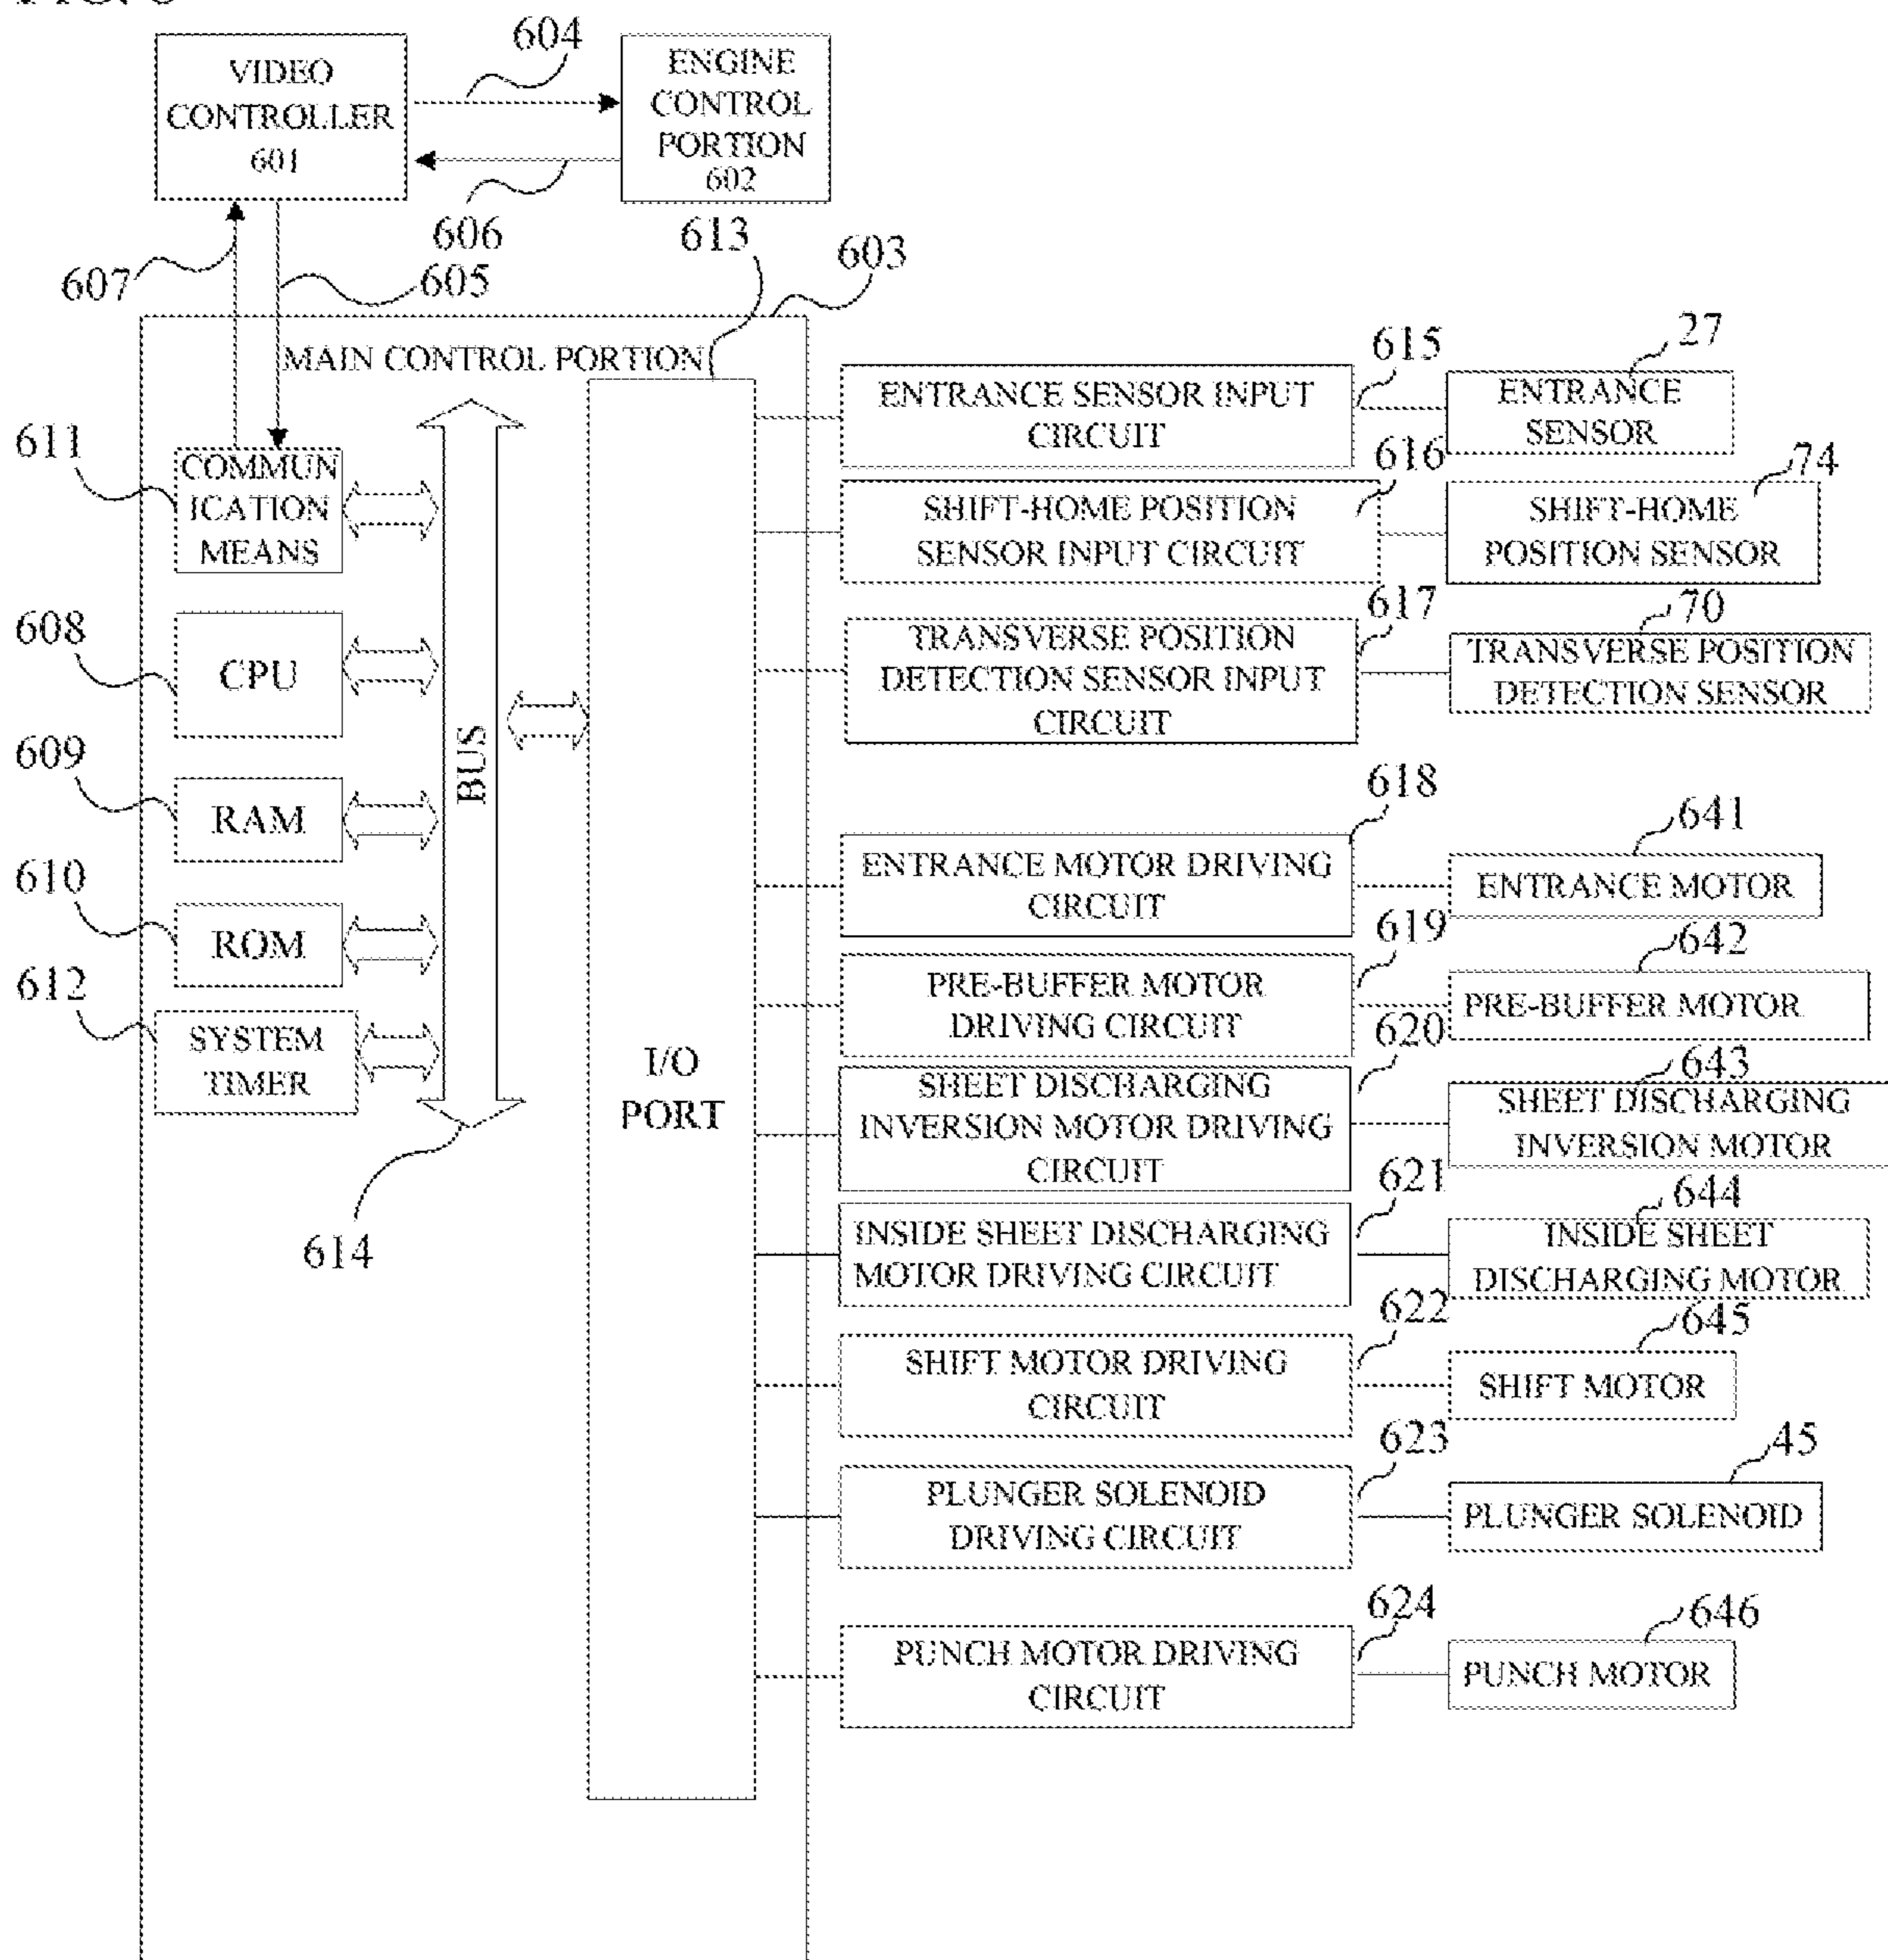 VIDEO
CONTROLLER
601
604
ENGINE
CONTROL
PORTION
602
606
607
605
613
603
MAIN CONTROL PORTION
611
COMMUN
ICATION
MEANS
608
CPU
609
RAM
610
ROM
612
SYSTEM
TIMER
BUS
614
I/O
PORT
ENTRANCE SENSOR INPUT
CIRCUIT
615
27
ENTRANCE
SENSOR
SHIFT-HOME POSITION
SENSOR INPUT CIRCUIT
616
74
SHIFT-HOME
POSITION SENSOR
TRANSVERSE POSITION
DETECTION SENSOR INPUT
CIRCUIT
617
70
TRANSVERSE POSITION
DETECTION SENSOR
ENTRANCE MOTOR DRIVING
CIRCUIT
618
641
ENTRANCE MOTOR
PRE-BUFFER MOTOR
DRIVING CIRCUIT
619
642
PRE-BUFFER MOTOR
SHEET DISCHARGING
INVERSION MOTOR DRIVING
CIRCUIT
620
643
SHEET DISCHARGING
INVERSION MOTOR
INSIDE SHEET DISCHARGING
MOTOR DRIVING CIRCUIT
621
644
INSIDE SHEET
DISCHARGING MOTOR
SHIFT MOTOR DRIVING
CIRCUIT
622
645
SHIFT MOTOR
PLUNGER SOLENOID
DRIVING CIRCUIT
623
45
PLUNGER SOLENOID
PUNCH MOTOR DRIVING
CIRCUIT
624
646
PUNCH MOTOR